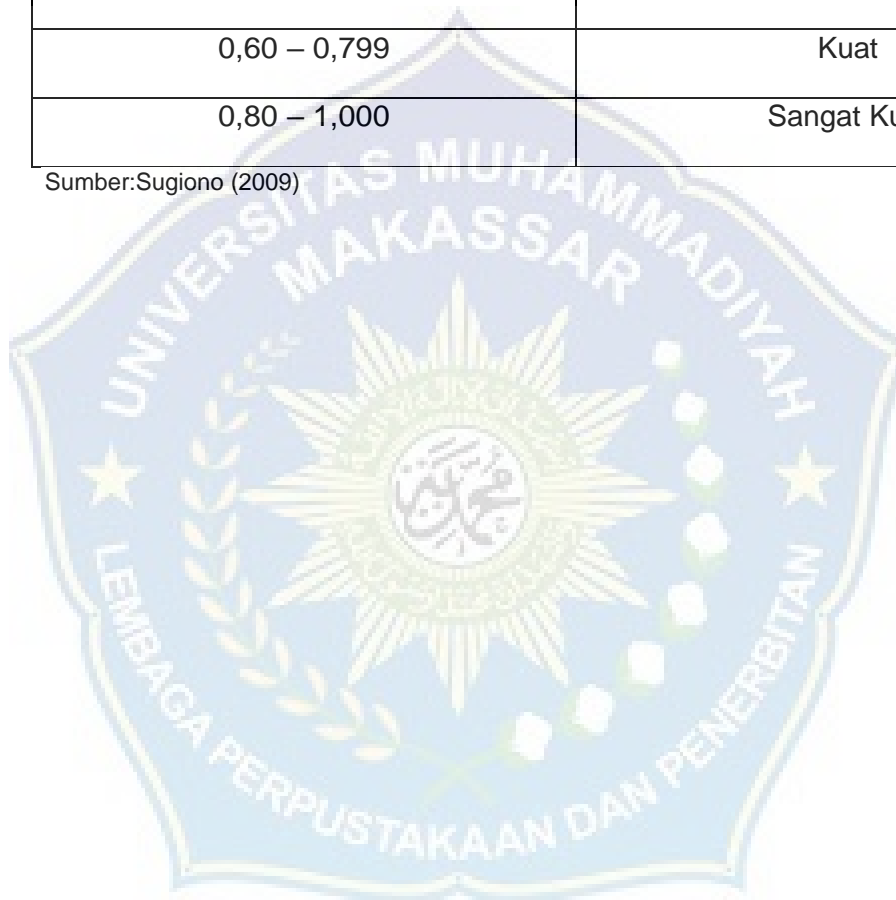 0,60 – 0,799 Kuat
0,80 – 1,000 Sangat
Sumber:Sugiono (2009)
UNIVERSITAS MUHAMMADIYAH
MAKASSAR
LEMBAGA PERPUSTAKAAN DAN PENERBITAN